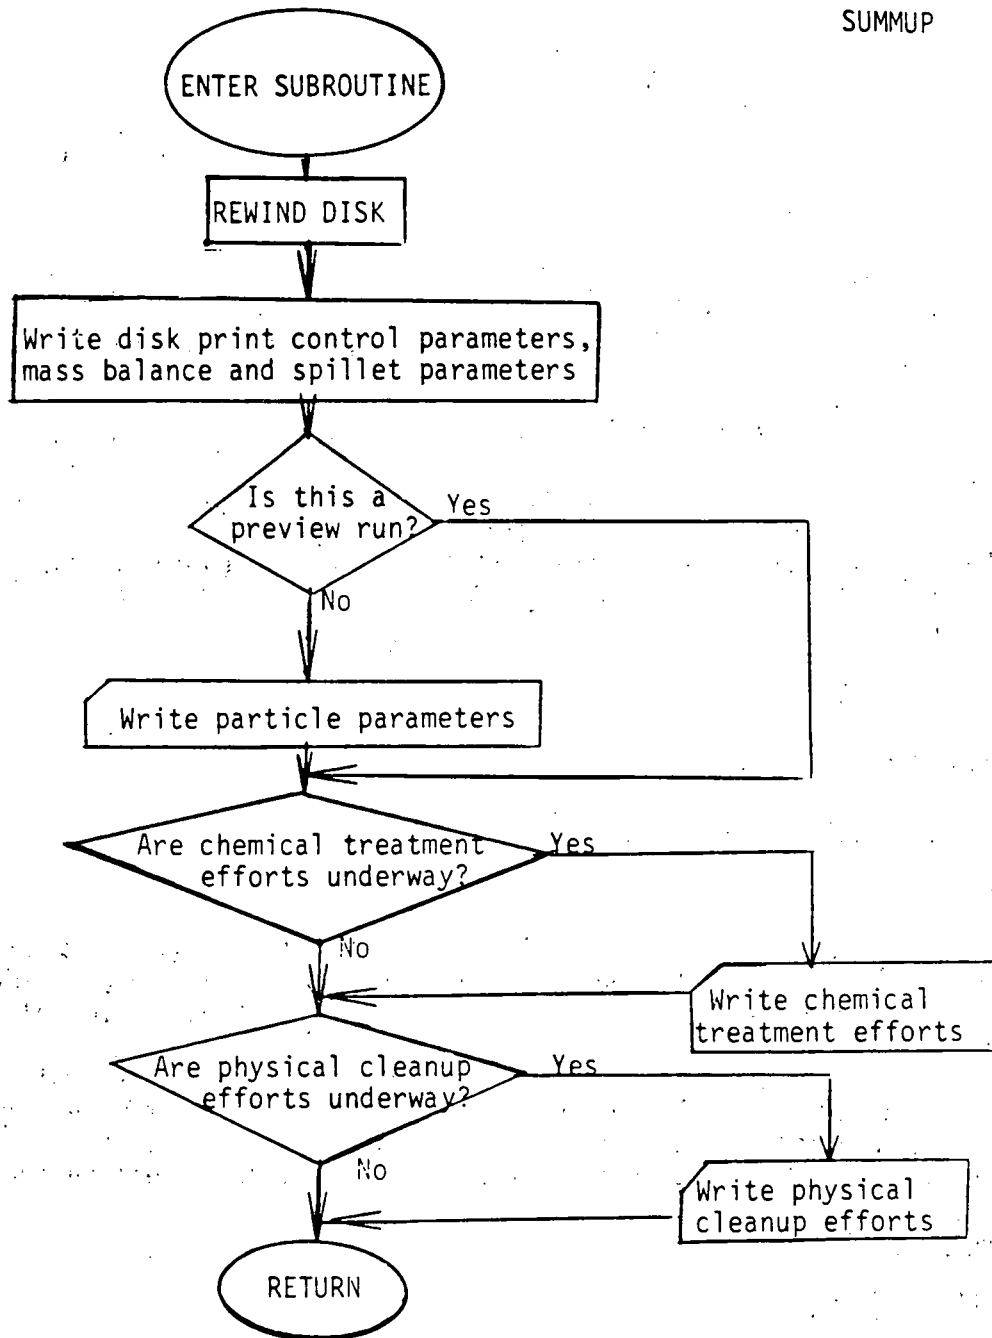 SUMMUP
ENTER SUBROUTINE
REWIND DISK
Write disk print control parameters,
mass balance and spillet parameters
Is this a
preview run?
Yes
No
Write particle parameters
Are chemical treatment
efforts underway?
Yes
No
Write chemical
treatment efforts
Are physical cleanup
efforts underway?
Yes
No
Write physical
cleanup efforts
RETURN